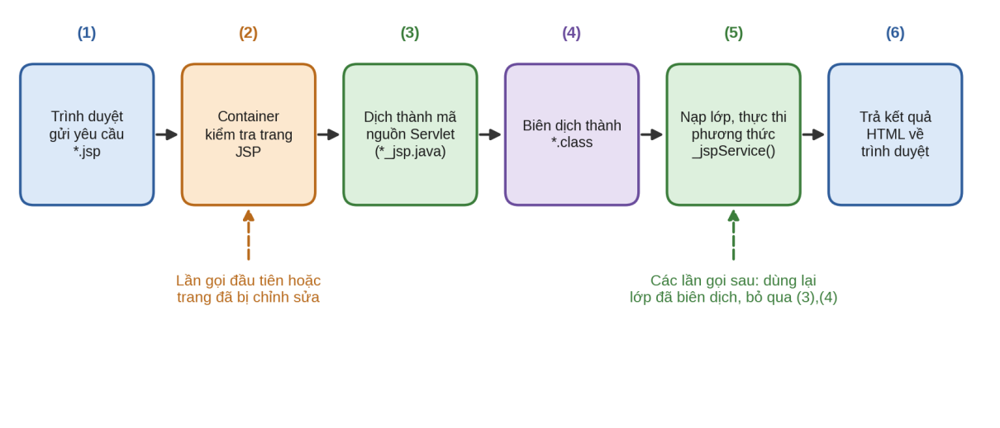 (1)
(2)
(3)
(4)
(5)
(6)
Trình duyệt
gửi yêu cầu
*.jsp
Container
kiểm tra trang
JSP
Dịch thành mã
nguồn Servlet
(*_jsp.java)
Biên dịch thành
*.class
Nạp lớp, thực thi
phương thức
_jspService()
Trả kết quả
HTML về
trình duyệt
Lần gọi đầu tiên hoặc
trang đã bị chỉnh sửa
Các lần gọi sau: dùng lại
lớp đã biên dịch, bỏ qua (3),(4)